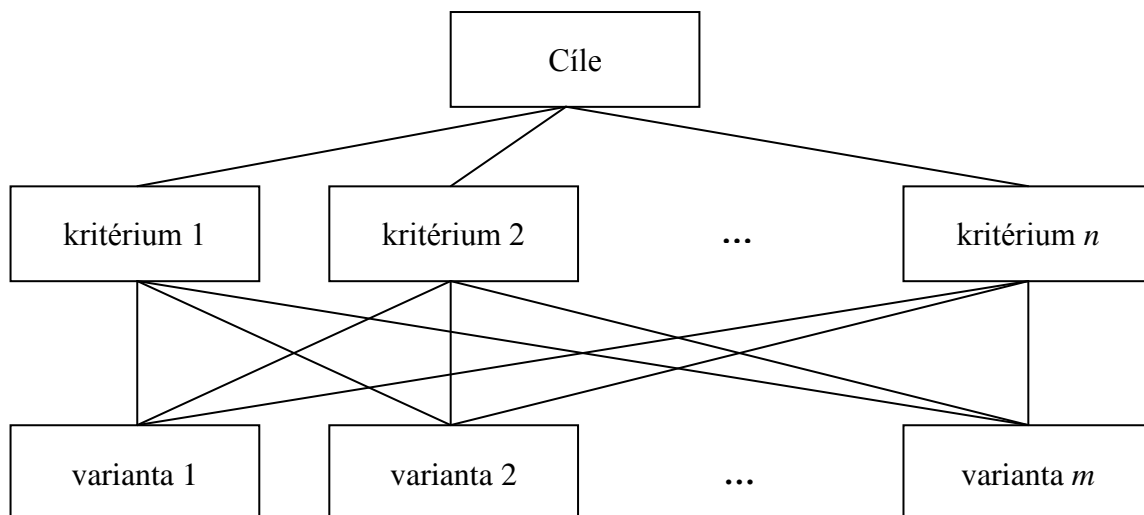 Cíle
kritérium 1
kritérium 2
...
kritérium n
varianta 1
varianta 2
...
varianta m